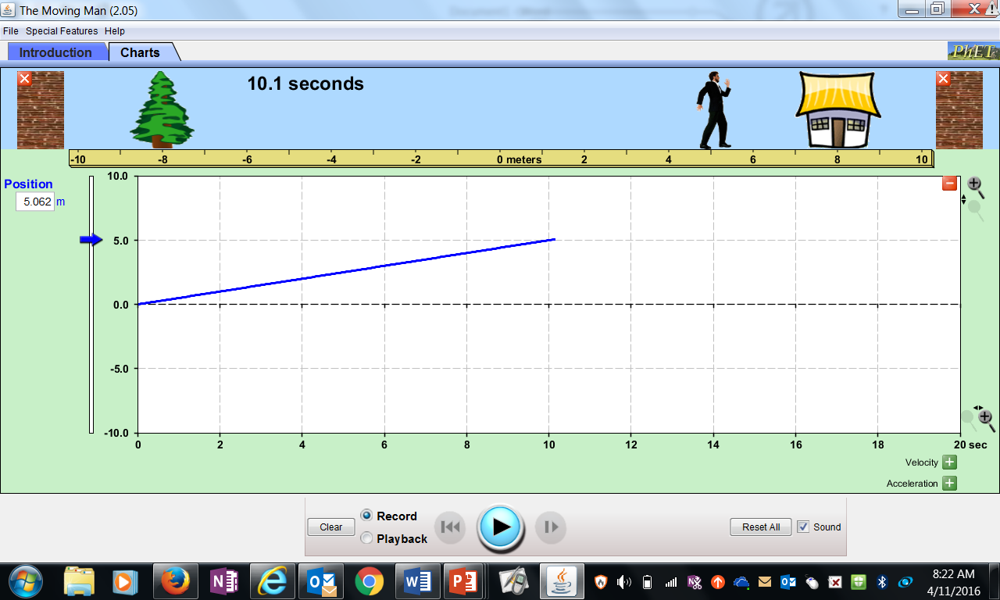 The Moving Man (2.05)
File Special Features Help
Introduction Charts
PhET
10.1 seconds
-10 -8 -6 -4 -2 0 meters 2 4 6 8 10
Position
5.062 m
10.0
5.0
0.0
-5.0
-10.0
0 2 4 6 8 10 12 14 16 18 20 sec
Velocity
Acceleration
Clear
Record
Playback
Reset All
Sound
8:22 AM
4/11/2016